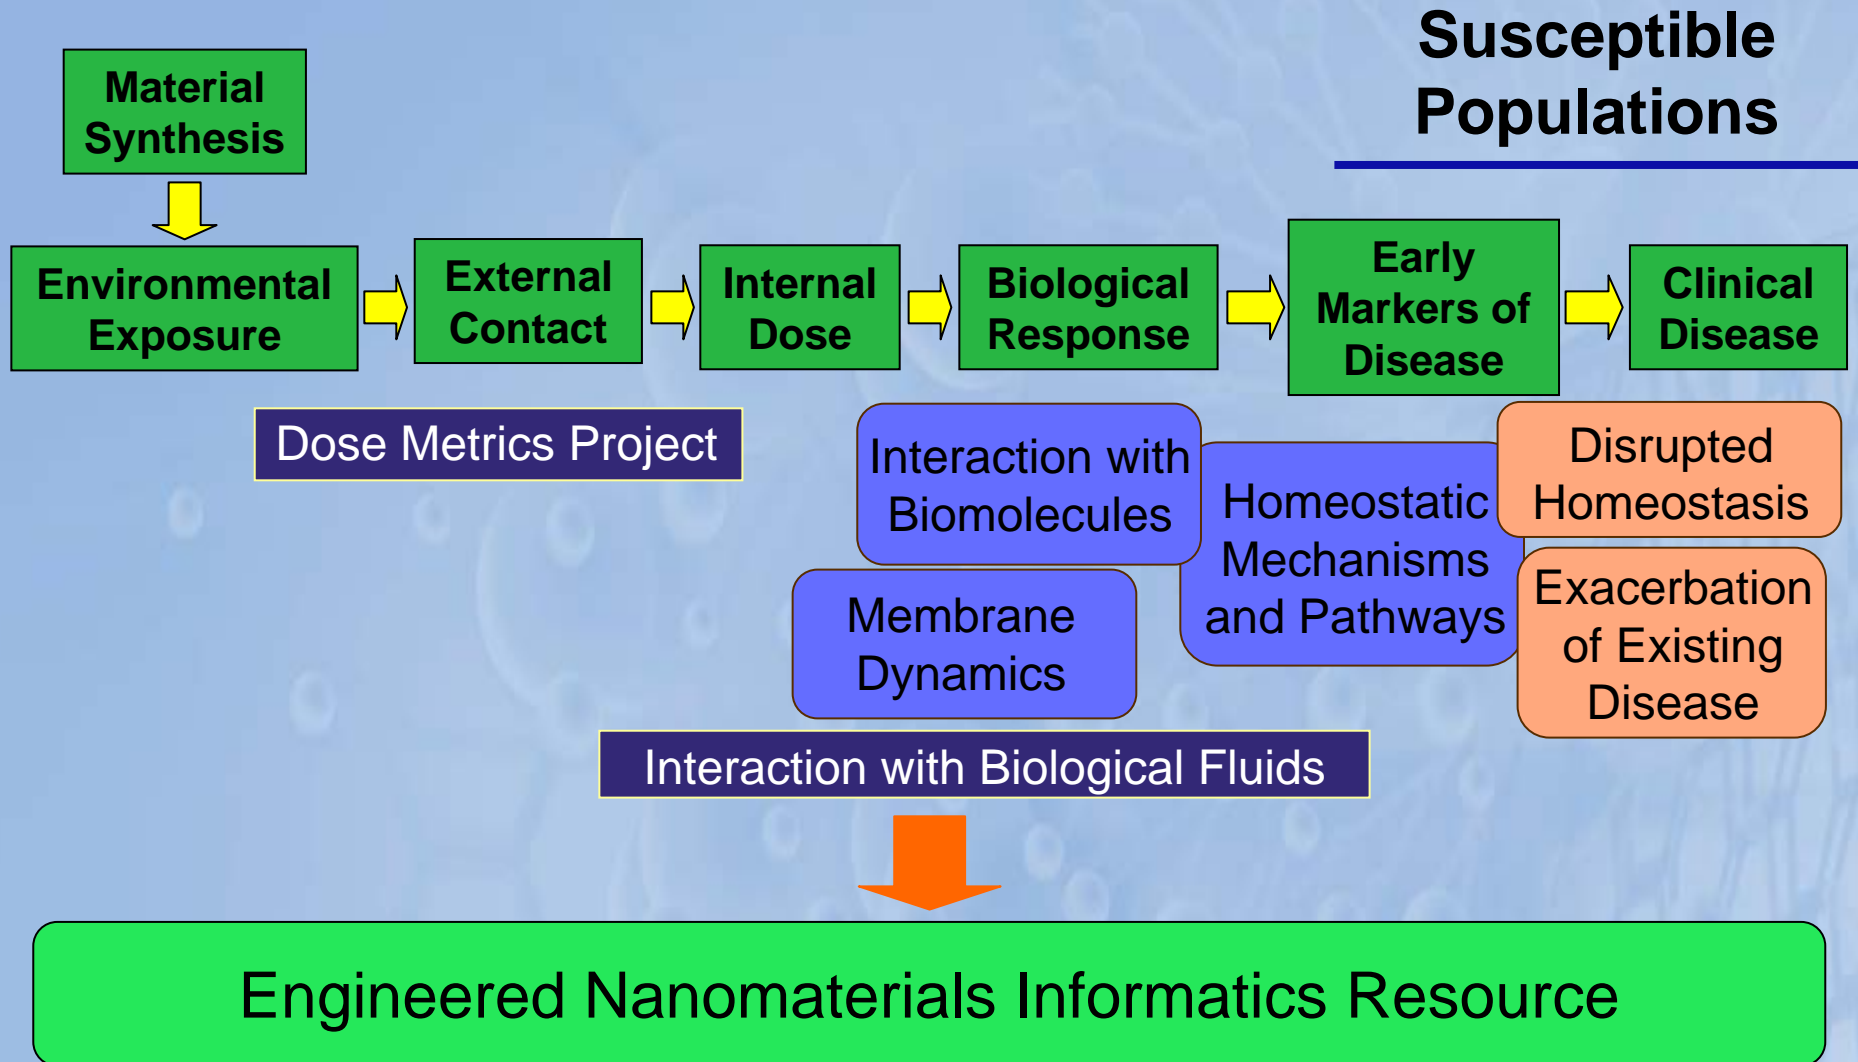 Susceptible
Populations
Material
Synthesis
Environmental
Exposure
External
Contact
Internal
Dose
Biological
Response
Early
Markers of
Disease
Clinical
Disease
Dose Metrics Project
Interaction with
Biomolecules
Homeostatic
Mechanisms
and Pathways
Disrupted
Homeostasis
Membrane
Dynamics
Exacerbation
of Existing
Disease
Interaction with Biological Fluids
Engineered Nanomaterials Informatics Resource